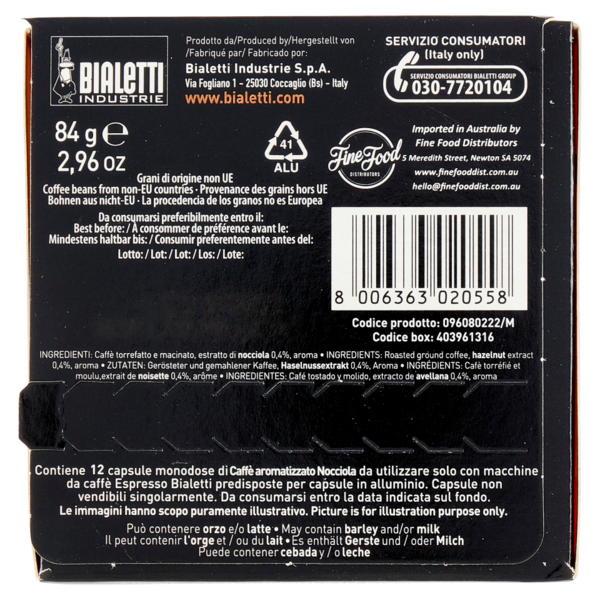 BIALETTI
INDUSTRIE
Prodotto da/Produced by/Hergestellt von
/Fabriqué par/ Fabricado por:
Bialetti Industrie S.p.A.
Via Fogliano 1 - 25030 Coccaglio (Bs) - Italy
www.bialetti.com
SERVIZIO CONSUMATORI
(Italy only)
SERVIZIO CONSUMATORI BIALETTI GROUP
030-7720104
84 g e
2,96 OZ
41
ALU
Fine Food
DISTRIBUTORS
Imported in Australia by
Fine Food Distributors
5 Meredith Street, Newton SA 5074
www.finefooddist.com.au
hello@finefooddist.com.au
Grani di origine non UE
Coffee beans from non-EU countries • Provenance des grains hors UE
Bohnen aus nicht-EU • La procedencia de los granos no es Europea
Da consumarsi preferibilmente entro il:
Best before: / À consommer de préférence avant le:
Mindestens haltbar bis: / Consumir preferentemente antes del:
Lotto: / Lot: / Lot: / Los: / Lote:
8 006363 020558
Codice prodotto: 096080222/M
Codice box: 403961316
INGREDIENTI: Caffè torrefatto e macinato, estratto di nocciola 0,4%, aroma • INGREDIENTS: Roasted ground coffee, hazelnut extract
0,4%, aroma • ZUTATEN: Gerösteter und gemahlener Kaffee, Haselnussextrakt 0,4%, Aroma • INGRÉDIENTS: Café torréfié et
moulu,extrait de noisette 0,4%, arôme • INGREDIENTES: Café tostado y molido, extracto de avellana 0,4%, aroma
Contiene 12 capsule monodose di Caffè aromatizzato Nocciola da utilizzare solo con macchine
da caffè Espresso Bialetti predisposte per capsule in alluminio. Capsule non
vendibili singolarmente. Da consumarsi entro la data indicata sul fondo.
Le immagini hanno scopo puramente illustrativo. Picture is for illustration purpose only.
Può contenere orzo e/o latte • May contain barley and/or milk
Il peut contenir l'orge et / ou du lait • Es enthält Gerste und / oder Milch
Puede contener cebada y / o leche